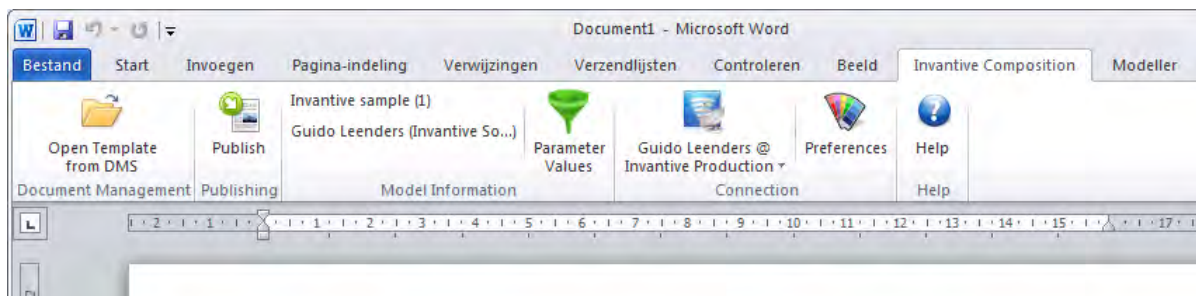 Document1 - Microsoft Word
Bestand Start Invoegen Pagina-indeling Verwijzingen Verzendlijsten Controleren Beeld Invantive Composition Modeller
Open Template
from DMS
Document Management
Publish
Publishing
Invantive sample (1)
Guido Leenders (Invantive So...)
Parameter
Values
Model Information
Guido Leenders @
Invantive Production
Connection
Preferences
Help
Help
L
2 1 1 2 3 4 5 6 7 8 9 10 11 12 13 14 15 17